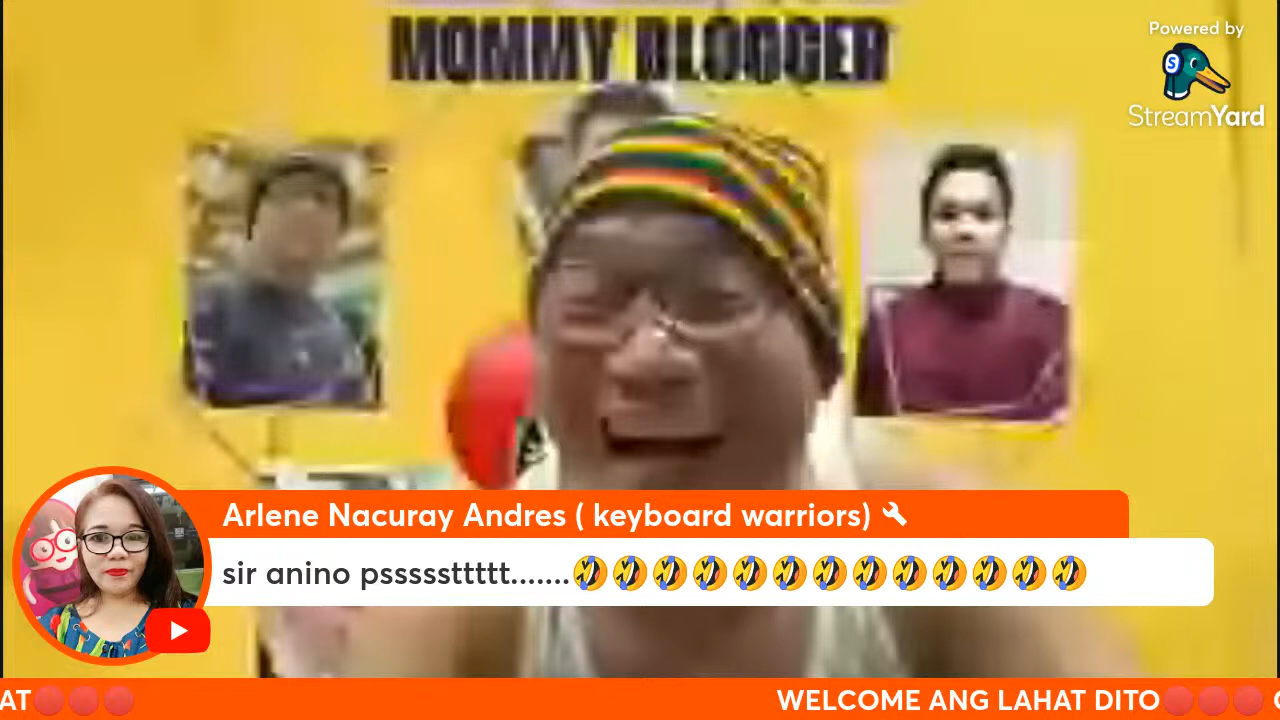 MOMMY BLOGGER
Powered by
StreamYard
Arlene Nacuray Andres ( keyboard warriors)
sir anino psssssttttt.......🤣🤣🤣🤣🤣🤣🤣🤣🤣🤣🤣🤣🤣
AT🔴🔴🔴 WELCOME ANG LAHAT DITO🔴🔴🔴